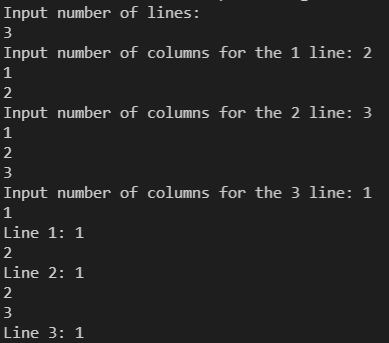 Input number of lines:
3
Input number of columns for the 1 line: 2
1
2
Input number of columns for the 2 line: 3
1
2
3
Input number of columns for the 3 line: 1
1
Line 1: 1
2
Line 2: 1
2
3
Line 3: 1